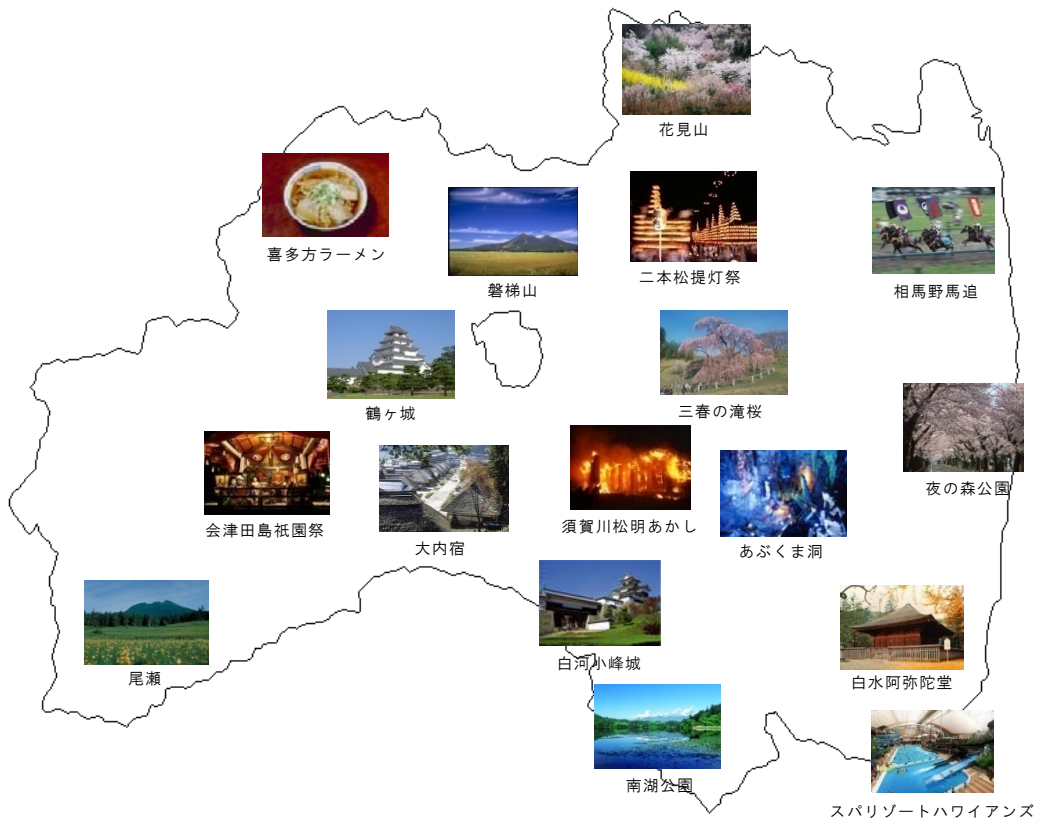 花見山
喜多方ラーメン
磐梯山
二本松提灯祭
相馬野馬追
鶴ヶ城
三春の滝桜
夜の森公園
会津田島祇園祭
大内宿
須賀川松明あかし
あぶくま洞
尾瀬
白河小峰城
白水阿弥陀堂
南湖公園
スパリゾートハワイアンズ